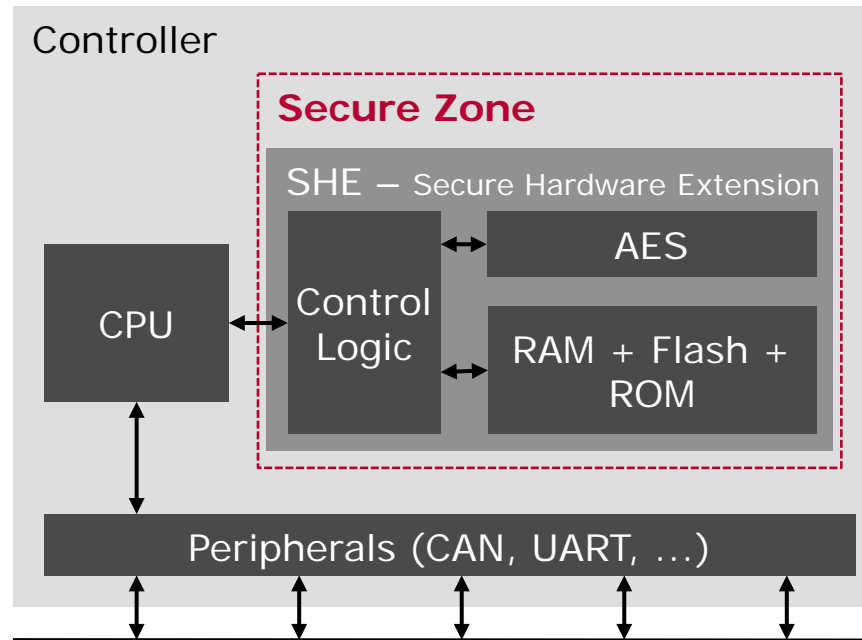 Controller
Secure Zone
SHE – Secure Hardware Extension
AES
CPU
Control
Logic
RAM + Flash +
ROM
Peripherals (CAN, UART, ...)